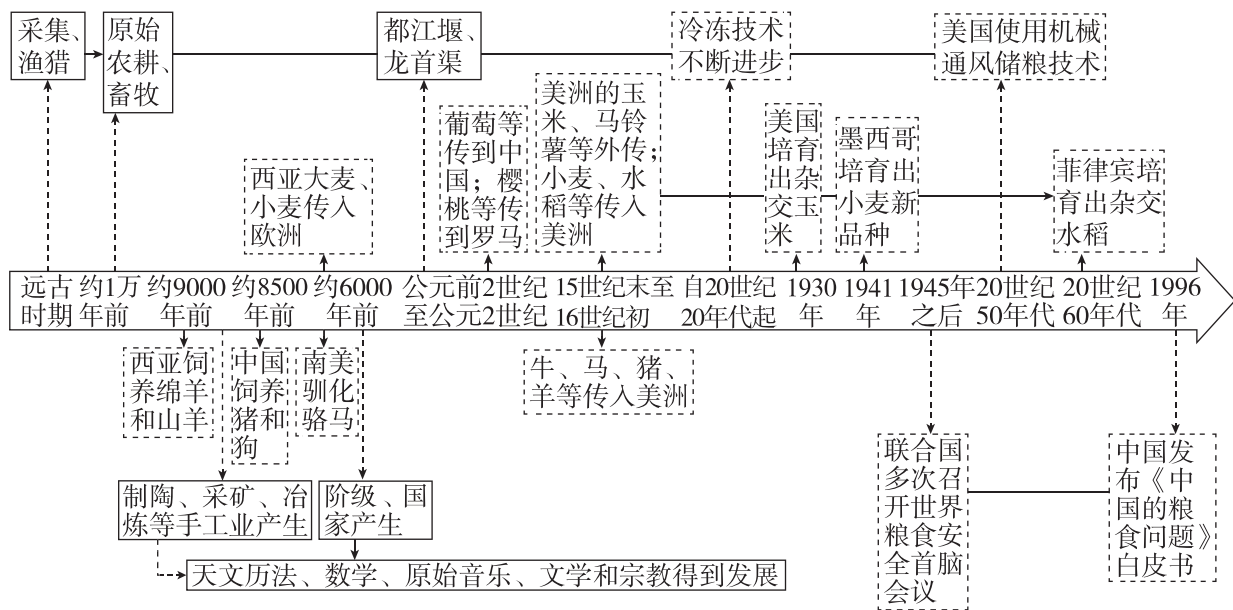 采集、
渔猎
原始
农耕、
畜牧
都江堰、
龙首渠
冷冻技术
不断进步
美国使用机械
通风储粮技术
西亚大麦、
小麦传入
欧洲
葡萄等
传到中
国；樱
桃等传
到罗马
美洲的玉
米、马铃
薯等外传；
小麦、水
稻等传入
美洲
美国
培育
出杂
交玉
米
墨西哥
培育出
小麦新
品种
菲律宾培
育出杂交
水稻
远古
时期
约1万
年前
约9000
年前
约8500
年前
约6000
年前
公元前2世纪
至公元2世纪
15世纪末至
16世纪初
自20世纪
20年代起
1930
年
1941
年
1945年
之后
20世纪
50年代
20世纪
60年代
1996
年
西亚饲
养绵羊
和山羊
中国
饲养
猪和
狗
南美
驯化
骆马
牛、马、猪、
羊等传入美洲
制陶、采矿、冶
炼等手工业产生
阶级、国
家产生
天文历法、数学、原始音乐、文学和宗教得到发展
联合国
多次召
开世界
粮食安
全首脑
会议
中国发
布《中
国的粮
食问题》
白皮书